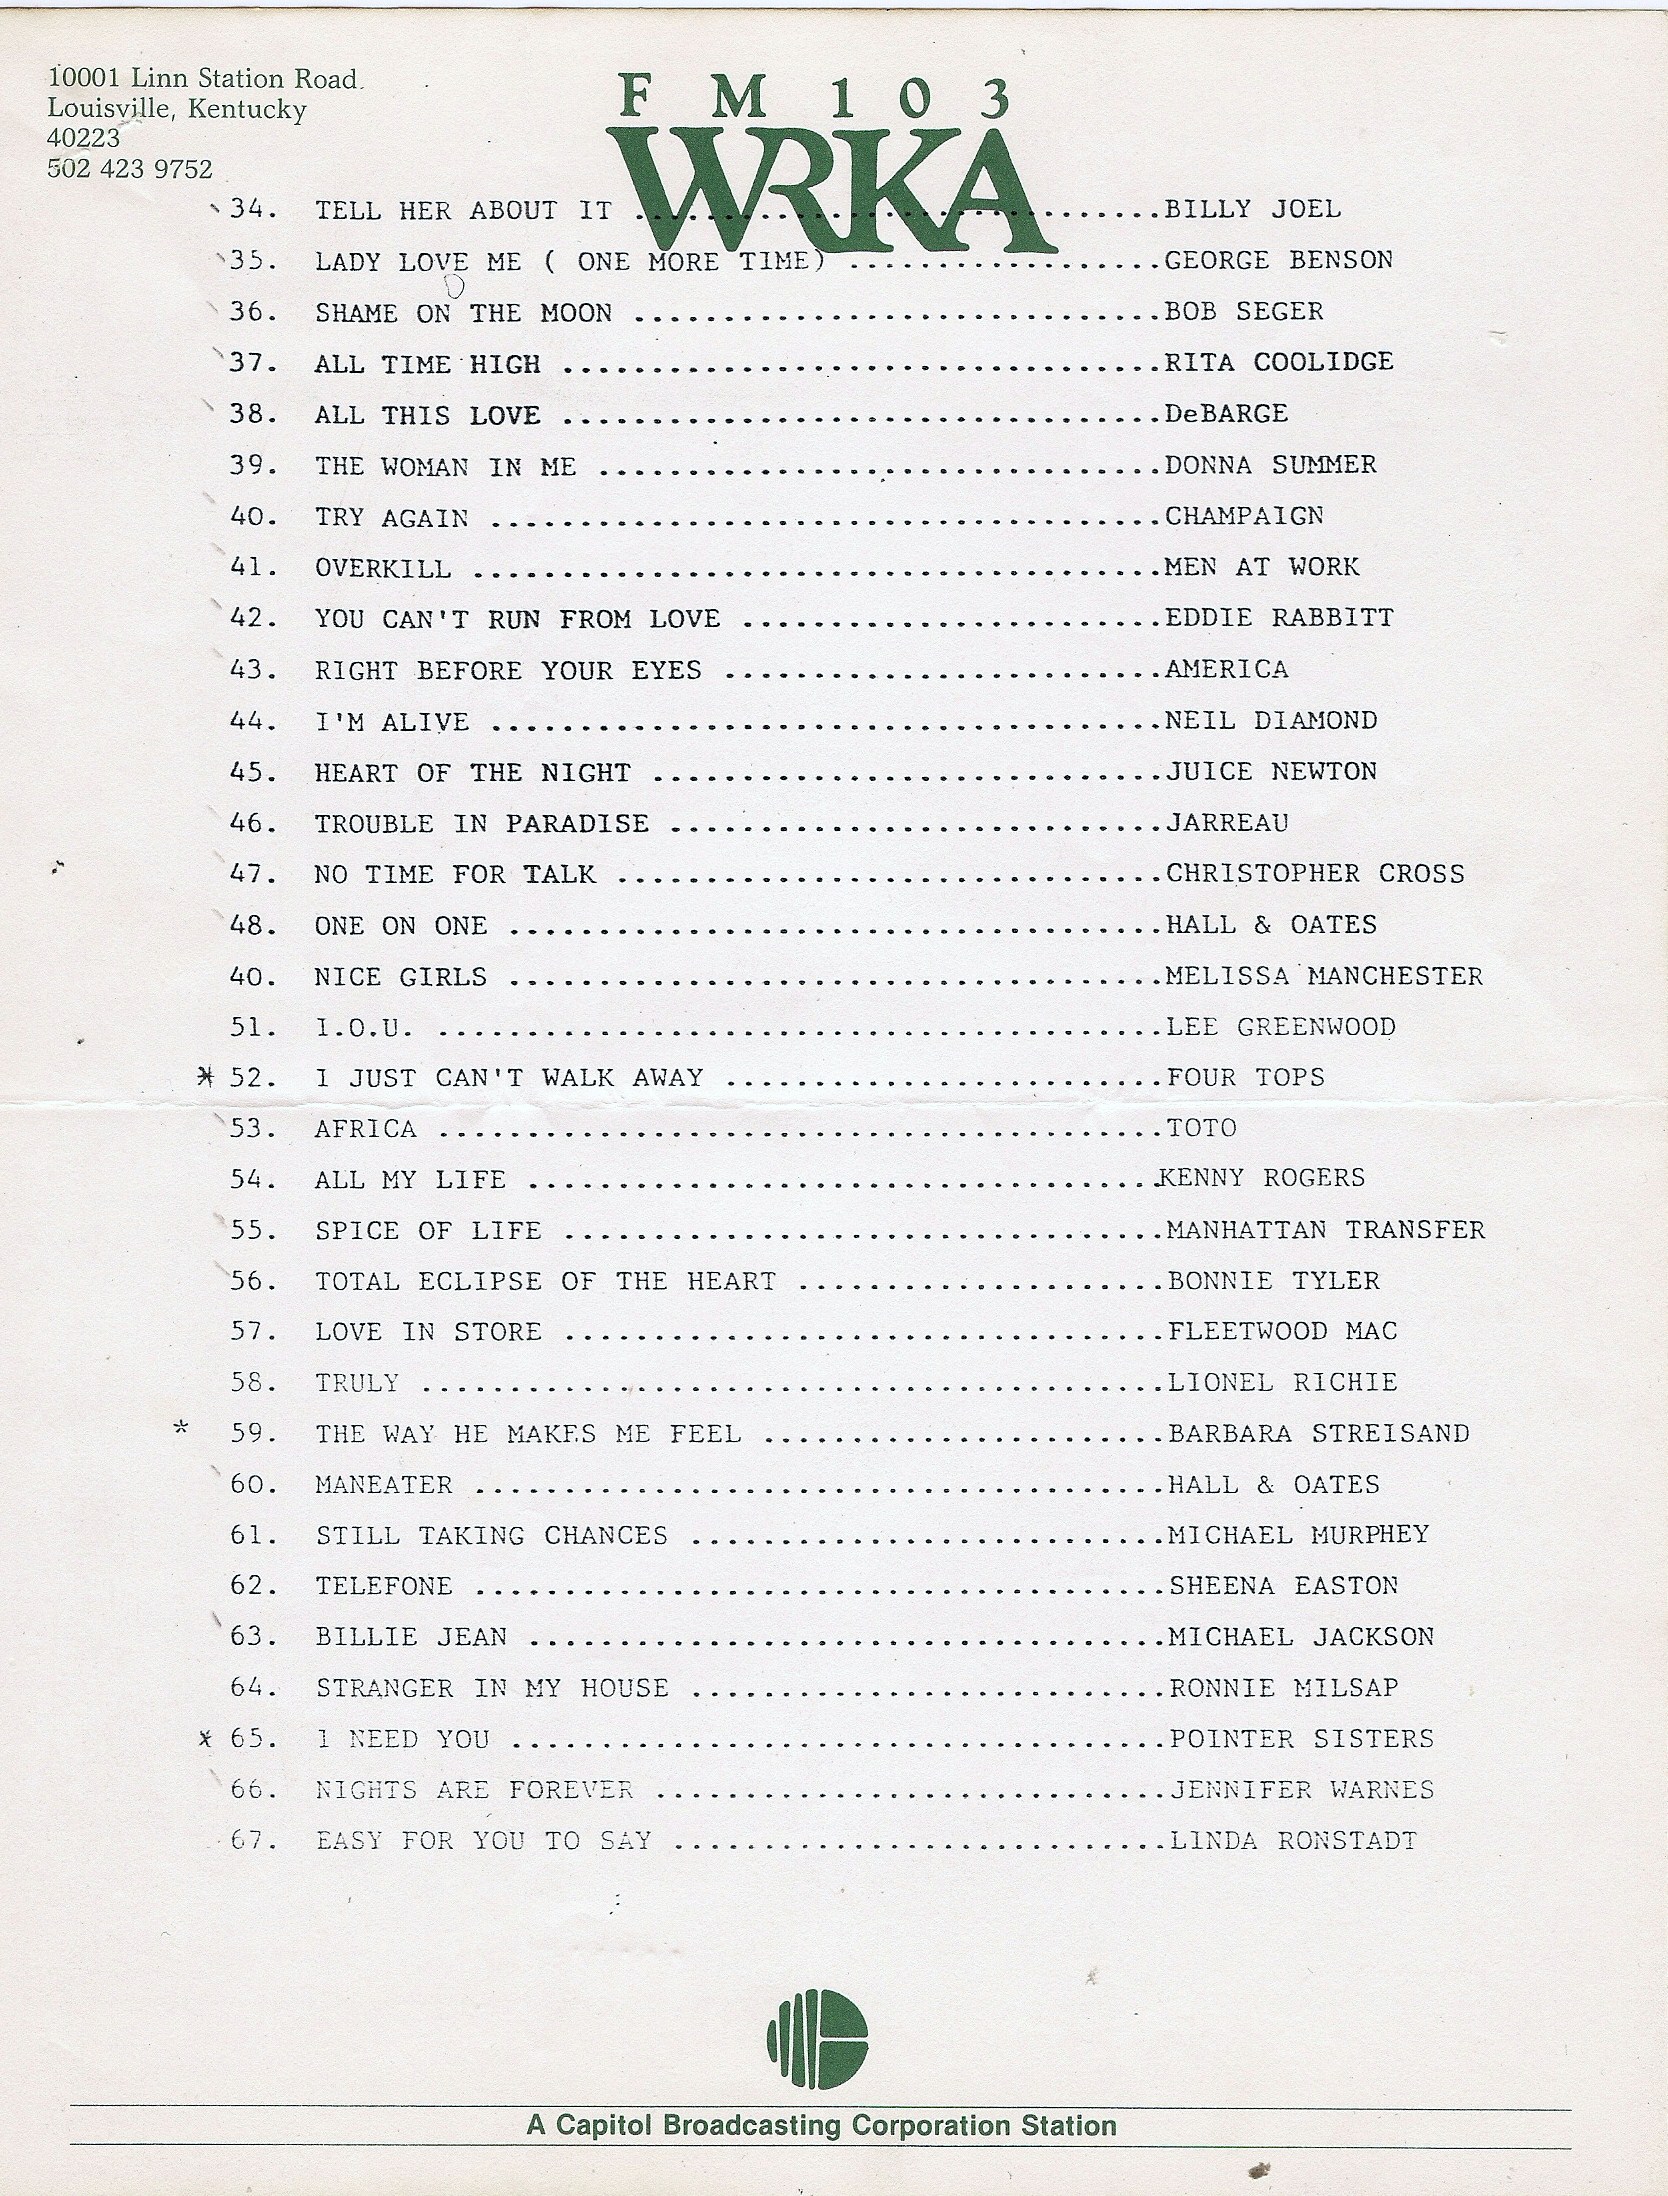 10001 Linn Station Road
Louisville, Kentucky
40223
502 423 9752
FM103
WRKA
34. TELL HER ABOUT IT ..............................BILLY JOEL
35. LADY LOVE ME ( ONE MORE TIME) ..................GEORGE BENSON
36. SHAME ON THE MOON ..............................BOB SEGER
37. ALL TIME HIGH ..................................RITA COOLIDGE
38. ALL THIS LOVE ..................................DeBARGE
39. THE WOMAN IN ME ................................DONNA SUMMER
40. TRY AGAIN ......................................CHAMPAIGN
41. OVERKILL .......................................MEN AT WORK
42. YOU CAN'T RUN FROM LOVE ........................EDDIE RABBITT
43. RIGHT BEFORE YOUR EYES .........................AMERICA
44. I'M ALIVE ......................................NEIL DIAMOND
45. HEART OF THE NIGHT .............................JUICE NEWTON
46. TROUBLE IN PARADISE ............................JARREAU
47. NO TIME FOR TALK ...............................CHRISTOPHER CROSS
48. ONE ON ONE .....................................HALL & OATES
40. NICE GIRLS .....................................MELISSA MANCHESTER
51. I.O.U. .........................................LEE GREENWOOD
* 52. I JUST CAN'T WALK AWAY .........................FOUR TOPS
53. AFRICA .........................................TOTO
54. ALL MY LIFE ....................................KENNY ROGERS
55. SPICE OF LIFE ..................................MANHATTAN TRANSFER
56. TOTAL ECLIPSE OF THE HEART .....................BONNIE TYLER
57. LOVE IN STORE ..................................FLEETWOOD MAC
58. TRULY ..........................................LIONEL RICHIE
* 59. THE WAY HE MAKES ME FEEL .......................BARBARA STREISAND
60. MANEATER .......................................HALL & OATES
61. STILL TAKING CHANCES ...........................MICHAEL MURPHEY
62. TELEFONE .......................................SHEENA EASTON
63. BILLIE JEAN ....................................MICHAEL JACKSON
64. STRANGER IN MY HOUSE ...........................RONNIE MILSAP
* 65. I NEED YOU .....................................POINTER SISTERS
66. NIGHTS ARE FOREVER .............................JENNIFER WARNES
67. EASY FOR YOU TO SAY ............................LINDA RONSTADT
A Capitol Broadcasting Corporation Station